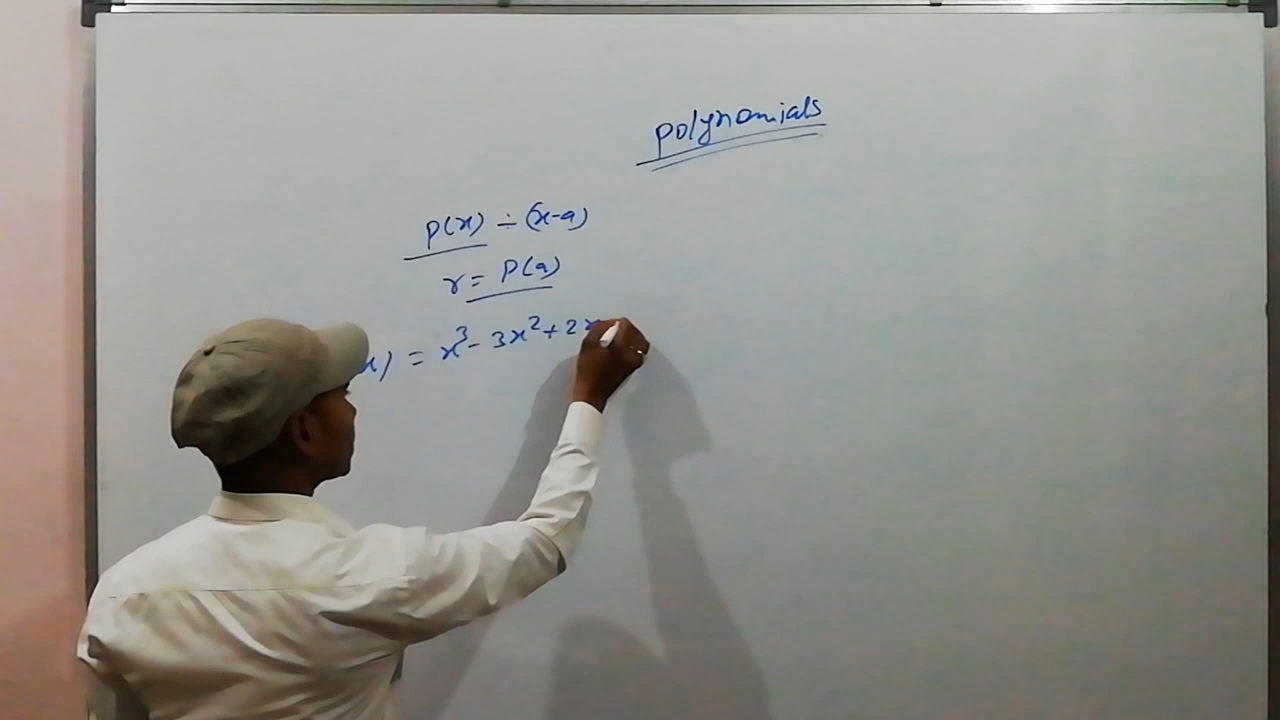 polynomials
p(x) ÷ (x-a)
r = p(a)
x) = x³ - 3x² + 2x